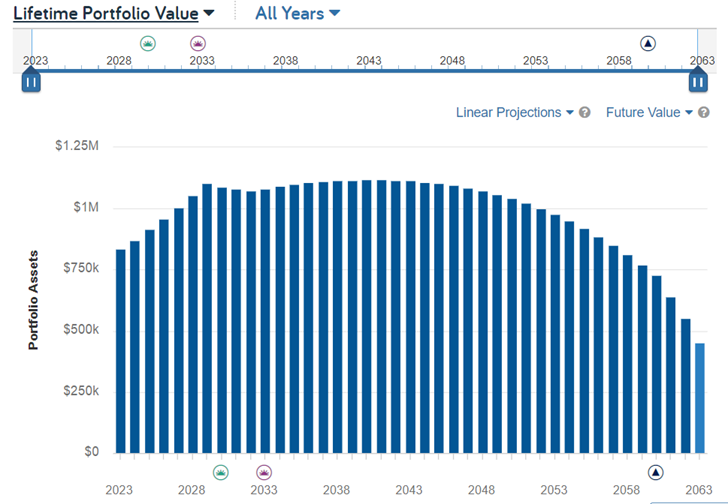 Lifetime Portfolio Value All Years
2023 2028 2033 2038 2043 2048 2053 2058 2063
Linear Projections ? Future Value ?
$1.25M
$1M
$750k
$500k
$250k
$0
Portfolio Assets
2023 2028 2033 2038 2043 2048 2053 2058 2063